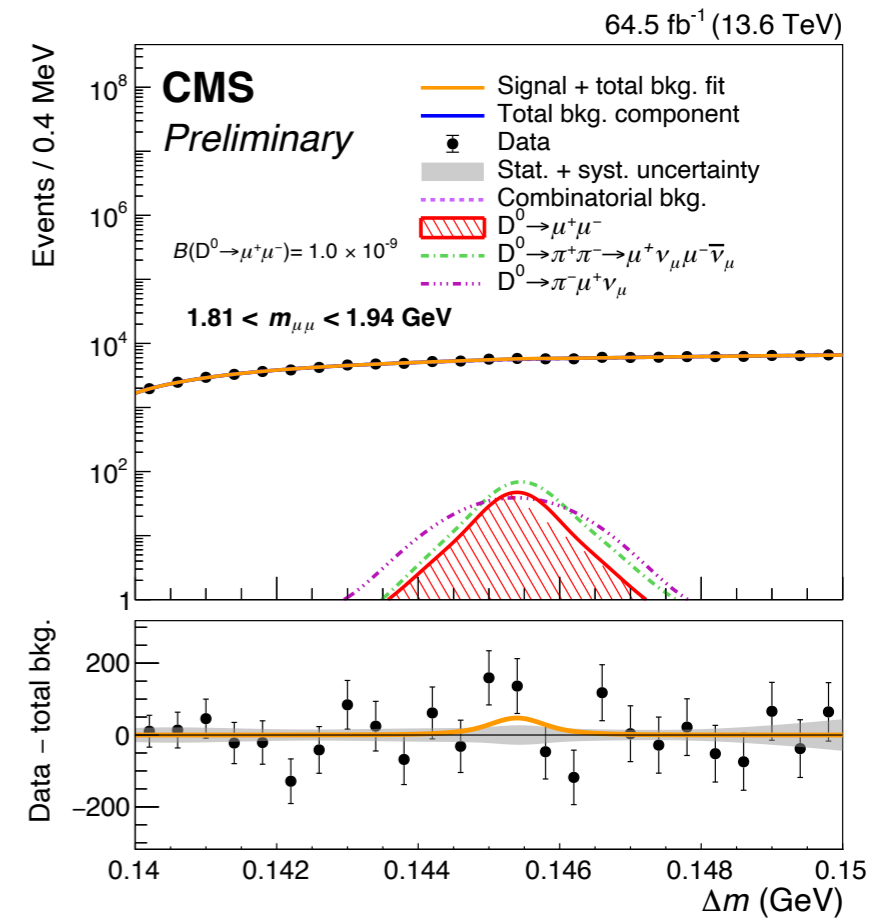 64.5 fb⁻¹ (13.6 TeV)
CMS
Preliminary
Signal + total bkg. fit
Total bkg. component
Data
Stat. + syst. uncertainty
Combinatorial bkg.
D⁰→μ⁺μ⁻
D⁰→π⁺π⁻→μ⁺ν_μμ⁻ν̅_μ
D⁰→π⁻μ⁺ν_μ
B(D⁰→μ⁺μ⁻)= 1.0 × 10⁻⁹
1.81 < m_μμ < 1.94 GeV
Events / 0.4 MeV
10⁸
10⁶
10⁴
10²
1
Data – total bkg.
200
0
−200
0.14 0.142 0.144 0.146 0.148 0.15
Δm (GeV)